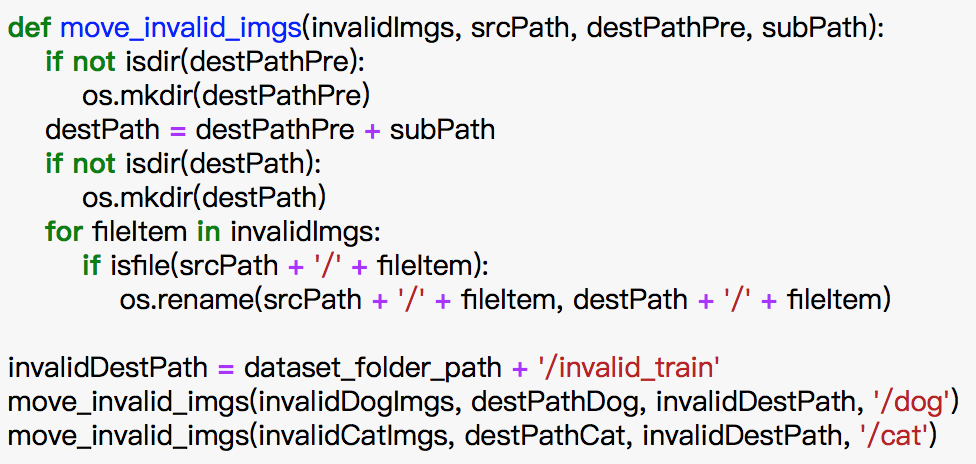 def move_invalid_imgs(invalidImgs, srcPath, destPathPre, subPath):
    if not isdir(destPathPre):
        os.mkdir(destPathPre)
    destPath = destPathPre + subPath
    if not isdir(destPath):
        os.mkdir(destPath)
    for fileItem in invalidImgs:
        if isfile(srcPath + '/' + fileItem):
            os.rename(srcPath + '/' + fileItem, destPath + '/' + fileItem)

invalidDestPath = dataset_folder_path + '/invalid_train'
move_invalid_imgs(invalidDogImgs, destPathDog, invalidDestPath, '/dog')
move_invalid_imgs(invalidCatImgs, destPathCat, invalidDestPath, '/cat')